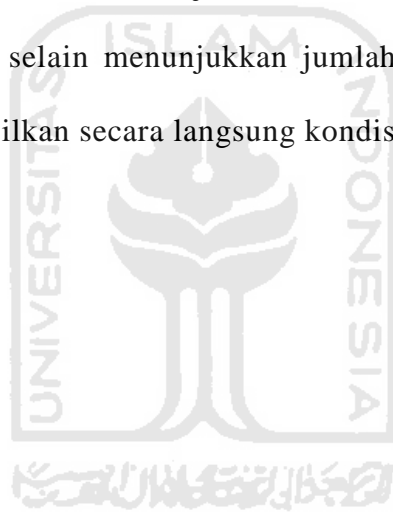 selain menunjukkan jumlah
ilkan secara langsung kondis
ISLAM
UNIVERSITAS
INDONESIA